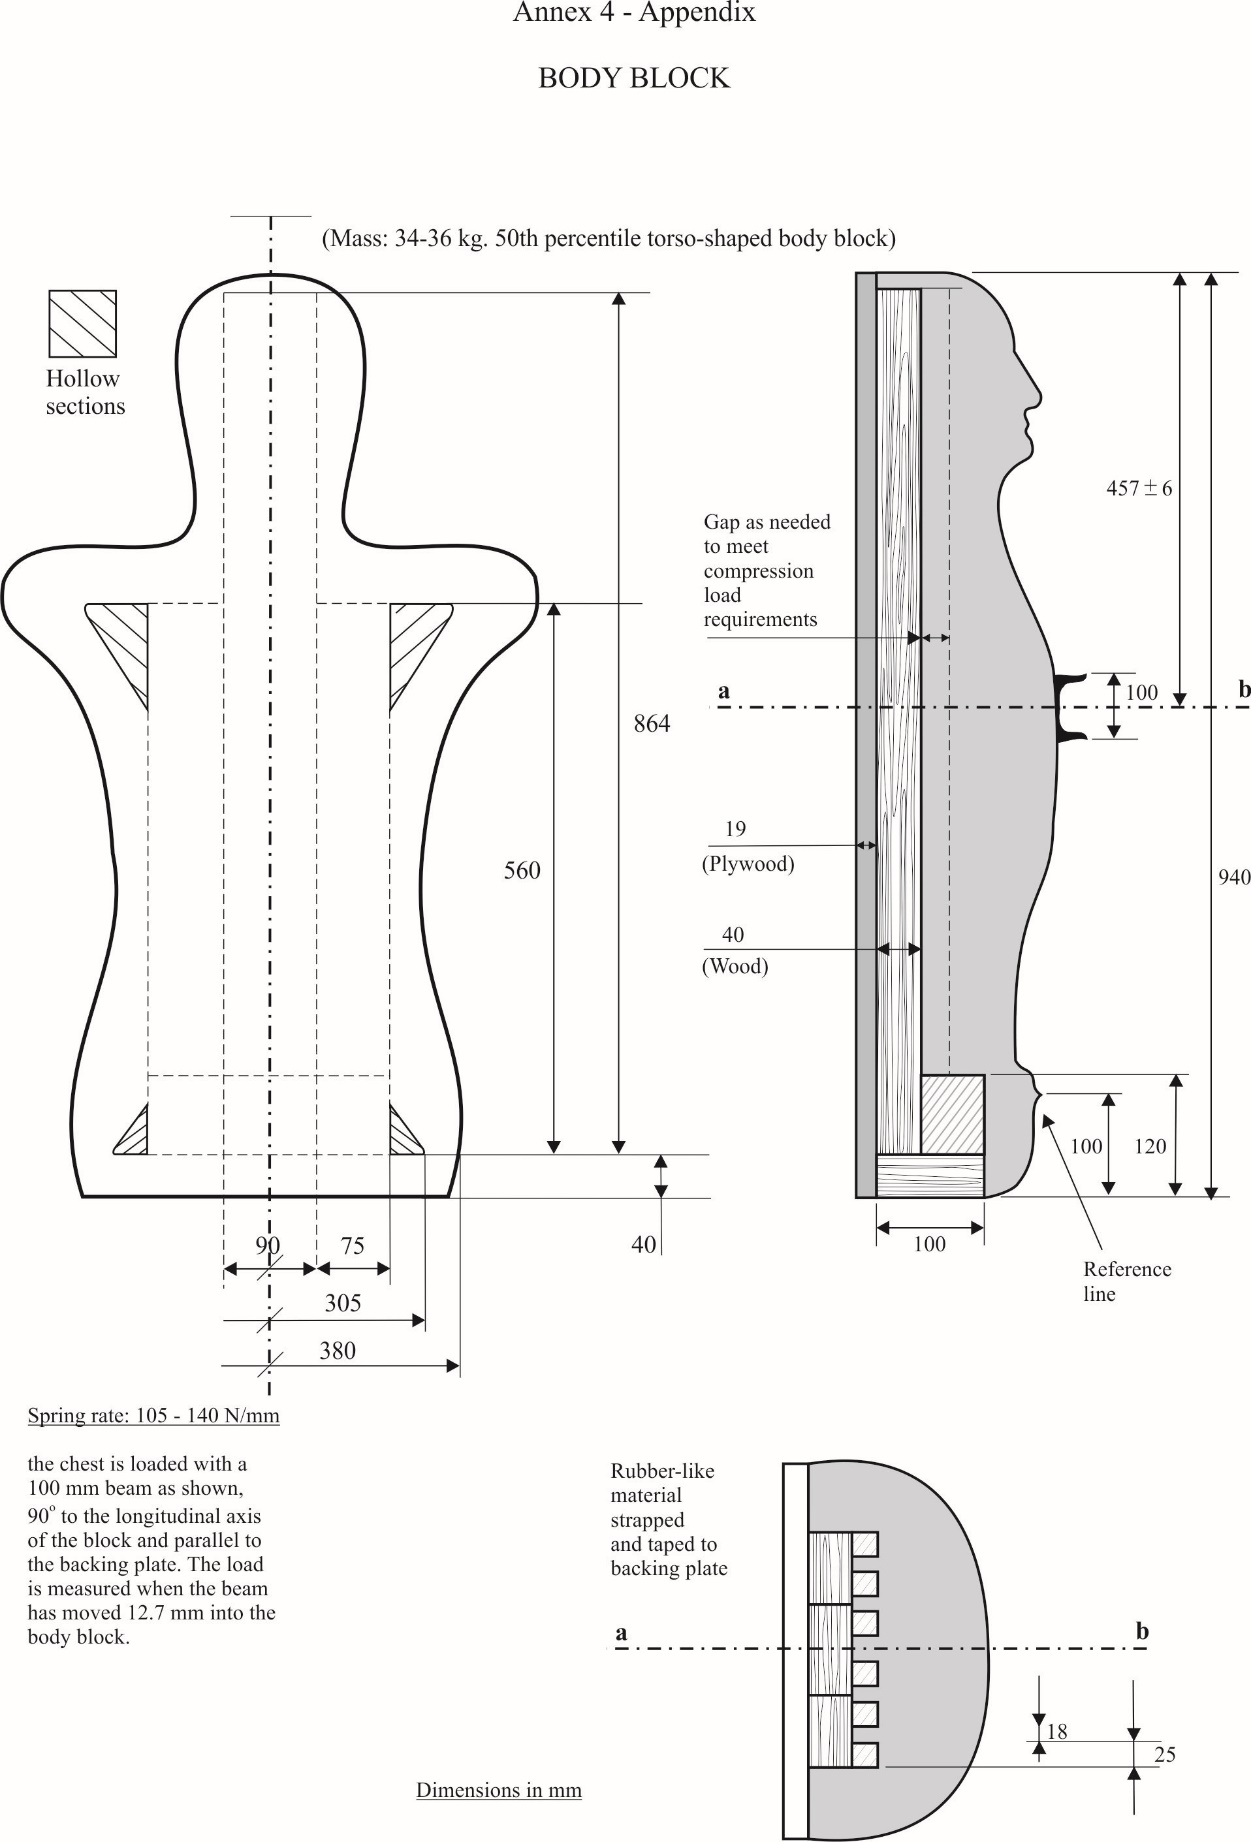 Annex 4 - Appendix
BODY BLOCK
(Mass: 34-36 kg. 50th percentile torso-shaped body block)
Hollow
sections
457 ± 6
Gap as needed
to meet
compression
load
requirements
a
b
100
864
19
(Plywood)
560
940
40
(Wood)
100
120
90
75
40
100
305
Reference
line
380
Spring rate: 105 - 140 N/mm
the chest is loaded with a
100 mm beam as shown,
90° to the longitudinal axis
of the block and parallel to
the backing plate. The load
is measured when the beam
has moved 12.7 mm into the
body block.
Rubber-like
material
strapped
and taped to
backing plate
a
b
18
25
Dimensions in mm